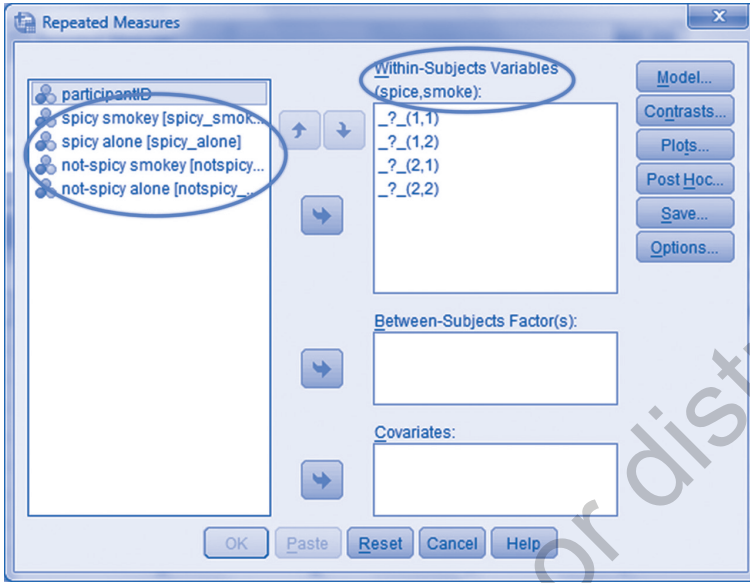 Repeated Measures
participantID
spicy smokey [spicy_smok...
spicy alone [spicy_alone]
not-spicy smokey [notspicy...
not-spicy alone [notspicy_...
Within-Subjects Variables
(spice,smoke):
_?_(1,1)
_?_(1,2)
_?_(2,1)
_?_(2,2)
Between-Subjects Factor(s):
Covariates:
Model...
Contrasts...
Plots...
Post Hoc...
Save...
Options...
OK Paste Reset Cancel Help
or distr